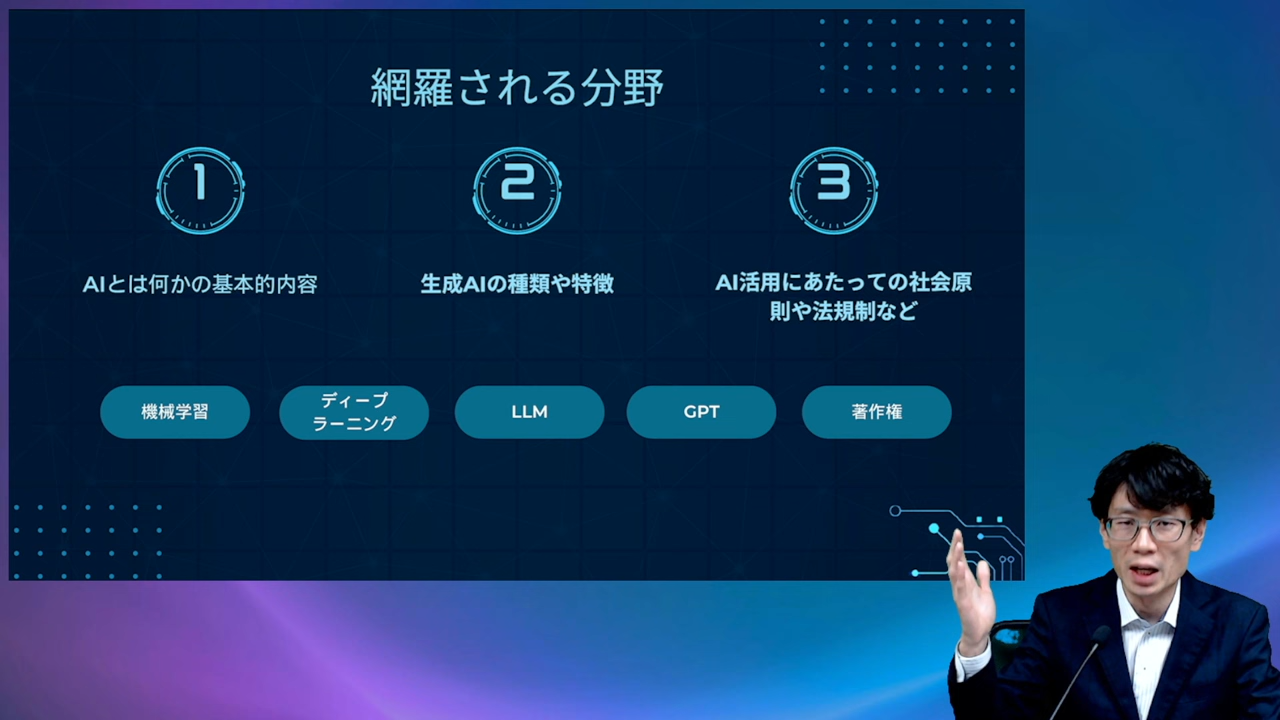 網羅される分野
1
2
3
AIとは何かの基本的内容
生成AIの種類や特徴
AI活用にあたっての社会原
則や法規制など
機械学習
ディープ
ラーニング
LLM
GPT
著作権